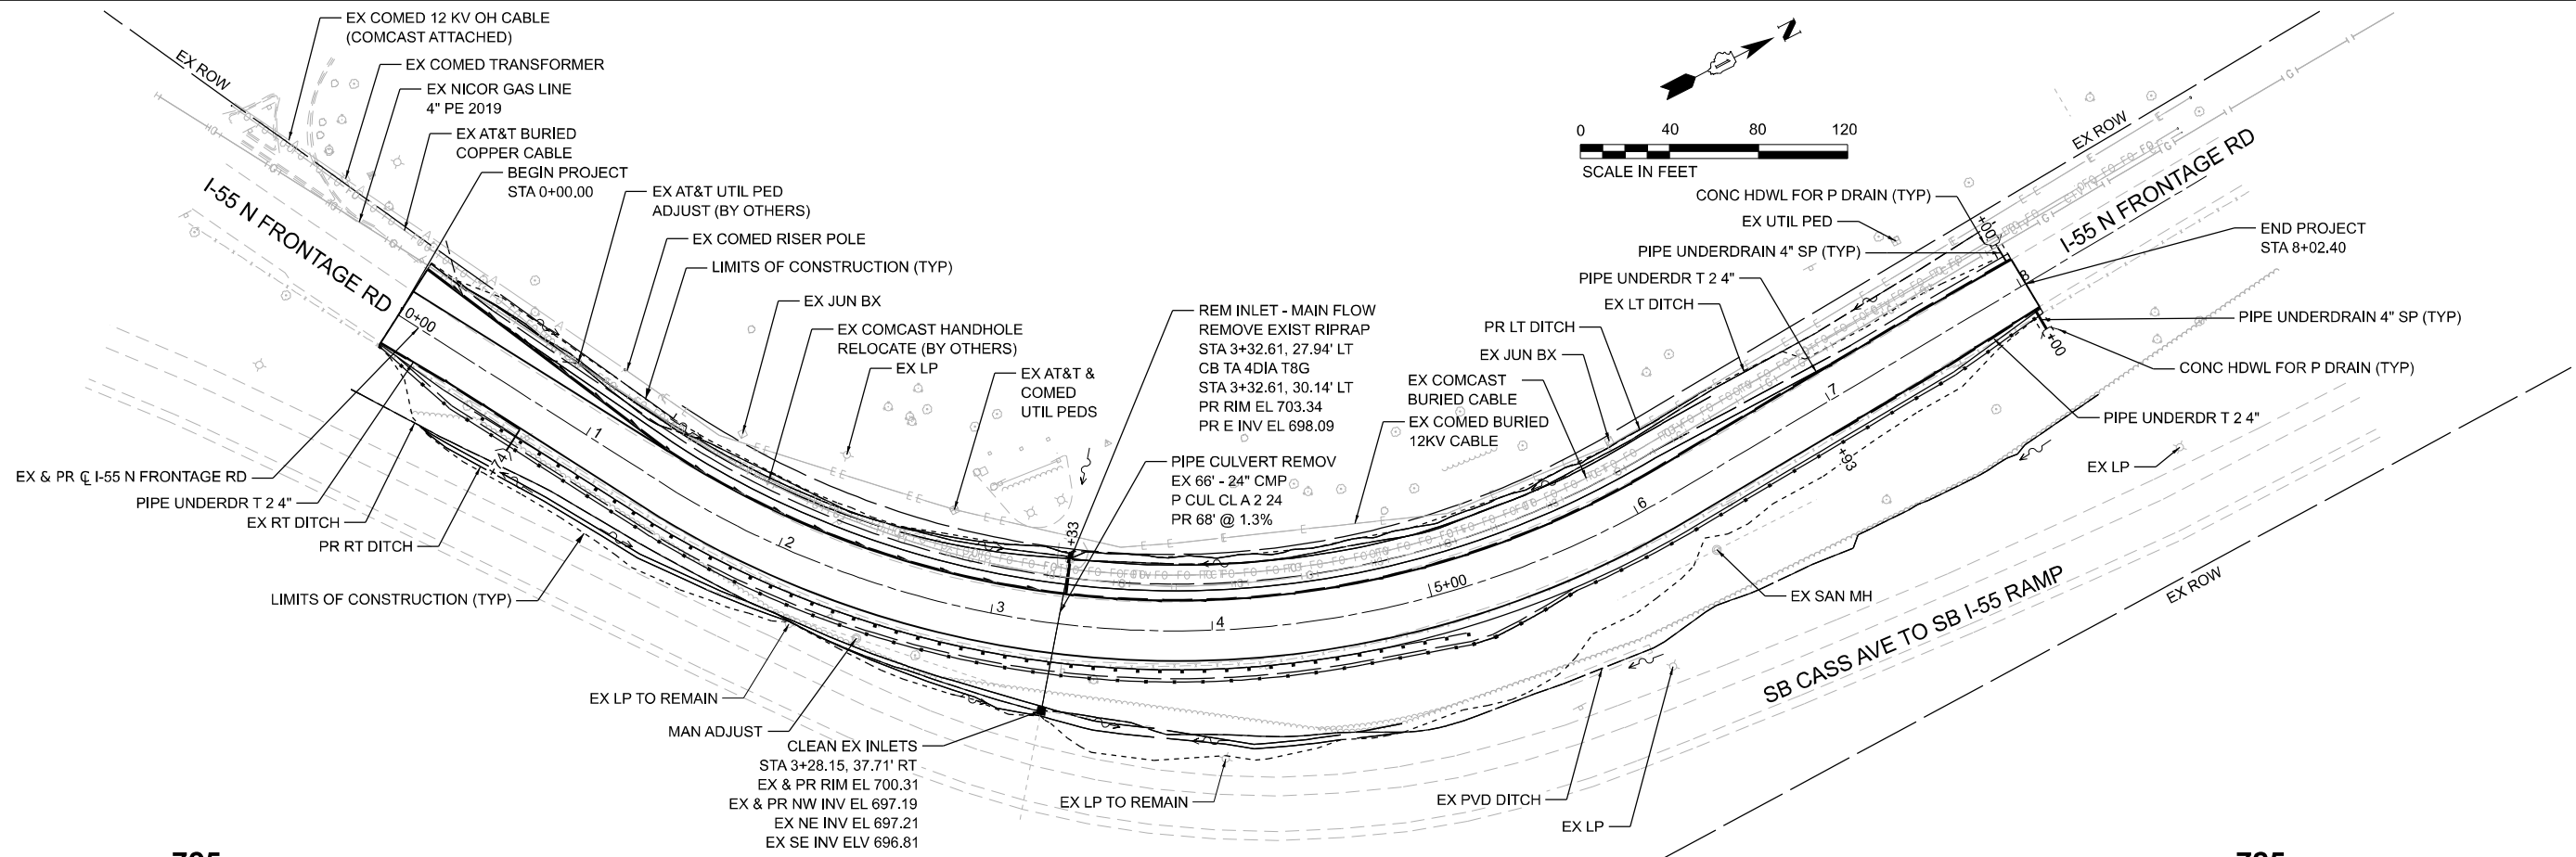 EX COMED 12 KV OH CABLE
(COMCAST ATTACHED)
EX COMED TRANSFORMER
EX NICOR GAS LINE
4" PE 2019
EX AT&T BURIED
COPPER CABLE
BEGIN PROJECT
STA 0+00.00
EX AT&T UTIL PED
ADJUST (BY OTHERS)
EX COMED RISER POLE
LIMITS OF CONSTRUCTION (TYP)
EX JUN BX
EX COMCAST HANDHOLE
RELOCATE (BY OTHERS)
EX LP
EX AT&T &
COMED
UTIL PEDS
EX ROW
I-55 N FRONTAGE RD
0+00
1
2
3
4
5+00
6
7
8
+74
+33
+93
+00
+00
N
0 40 80 120
SCALE IN FEET
REM INLET - MAIN FLOW
REMOVE EXIST RIPRAP
STA 3+32.61, 27.94' LT
CB TA 4DIA T8G
STA 3+32.61, 30.14' LT
PR RIM EL 703.34
PR E INV EL 698.09
PIPE CULVERT REMOV
EX 66' - 24" CMP
P CUL CL A 2 24
PR 68' @ 1.3%
CONC HDWL FOR P DRAIN (TYP)
EX UTIL PED
PIPE UNDERDRAIN 4" SP (TYP)
PIPE UNDERDR T 2 4"
EX LT DITCH
PR LT DITCH
EX JUN BX
EX COMCAST
BURIED CABLE
EX COMED BURIED
12KV CABLE
EX ROW
I-55 N FRONTAGE RD
END PROJECT
STA 8+02.40
PIPE UNDERDRAIN 4" SP (TYP)
CONC HDWL FOR P DRAIN (TYP)
PIPE UNDERDR T 2 4"
EX LP
EX SAN MH
SB CASS AVE TO SB I-55 RAMP
EX ROW
EX & PR ℄ I-55 N FRONTAGE RD
PIPE UNDERDR T 2 4"
EX RT DITCH
PR RT DITCH
LIMITS OF CONSTRUCTION (TYP)
EX LP TO REMAIN
MAN ADJUST
CLEAN EX INLETS
STA 3+28.15, 37.71' RT
EX & PR RIM EL 700.31
EX & PR NW INV EL 697.19
EX NE INV EL 697.21
EX SE INV ELV 696.81
EX LP TO REMAIN
EX PVD DITCH
EX LP